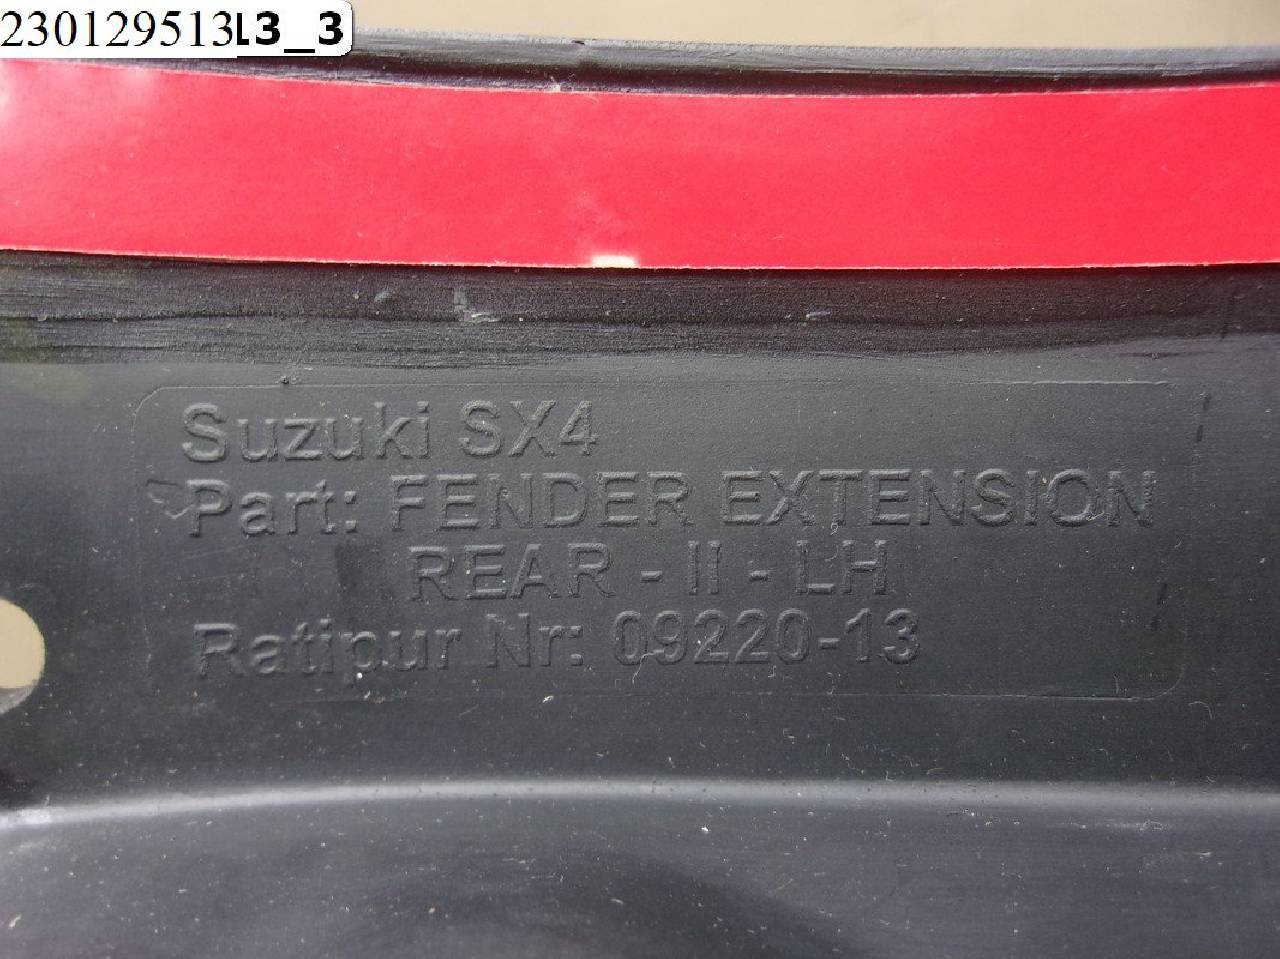 230129513L3_3
Suzuki SX4
Part: FENDER EXTENSION
REAR - II - LH
Ratipur Nr: 09220-13